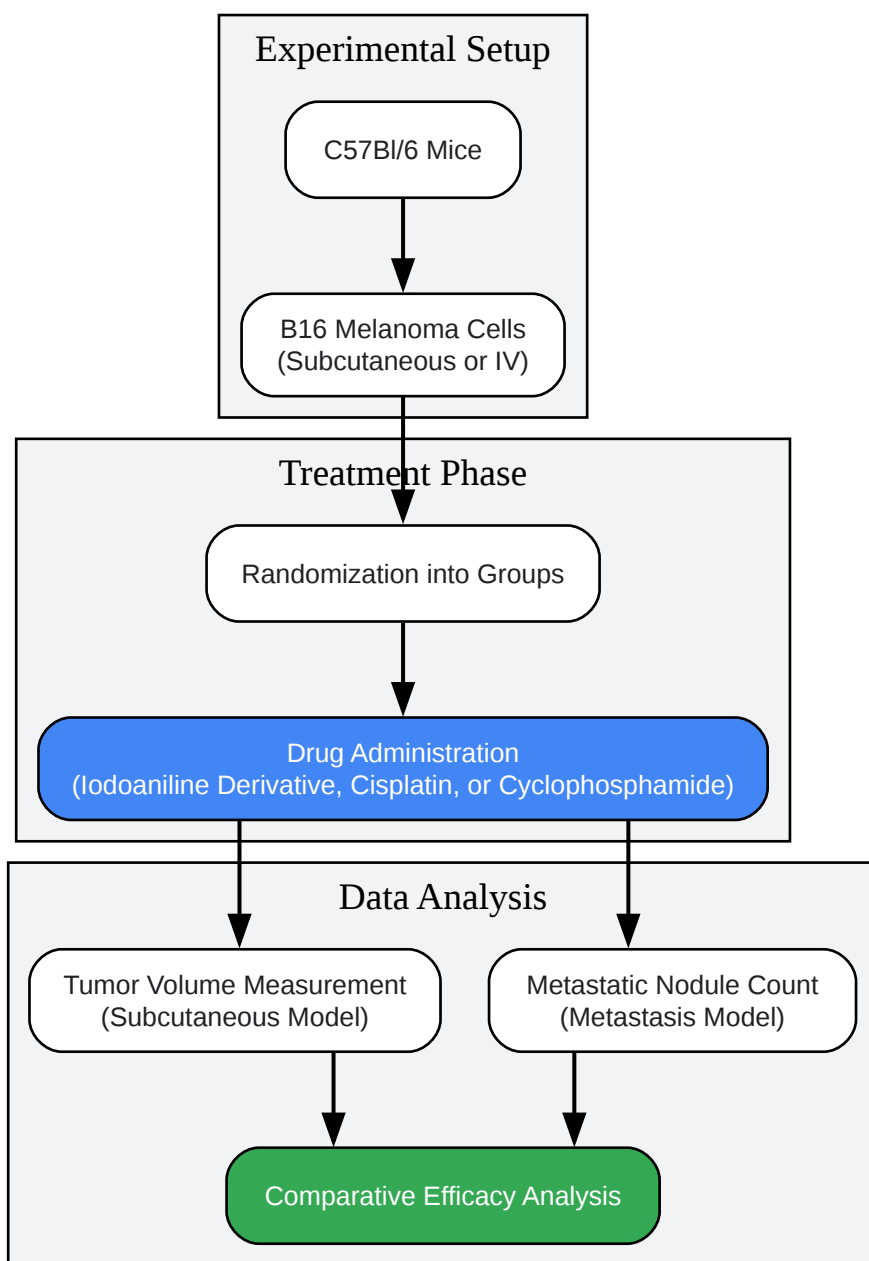 Experimental Setup
C57Bl/6 Mice
B16 Melanoma Cells
(Subcutaneous or IV)
Treatment Phase
Randomization into Groups
Drug Administration
(Iodoaniline Derivative, Cisplatin, or Cyclophosphamide)
Data Analysis
Tumor Volume Measurement
(Subcutaneous Model)
Metastatic Nodule Count
(Metastasis Model)
Comparative Efficacy Analysis